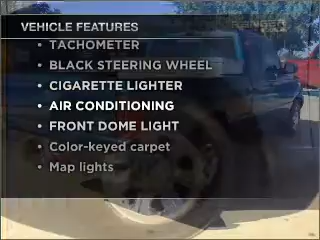 VEHICLE FEATURES
• TACHOMETER
• BLACK STEERING WHEEL
• CIGARETTE LIGHTER
• AIR CONDITIONING
• FRONT DOME LIGHT
• Color-keyed carpet
• Map lights